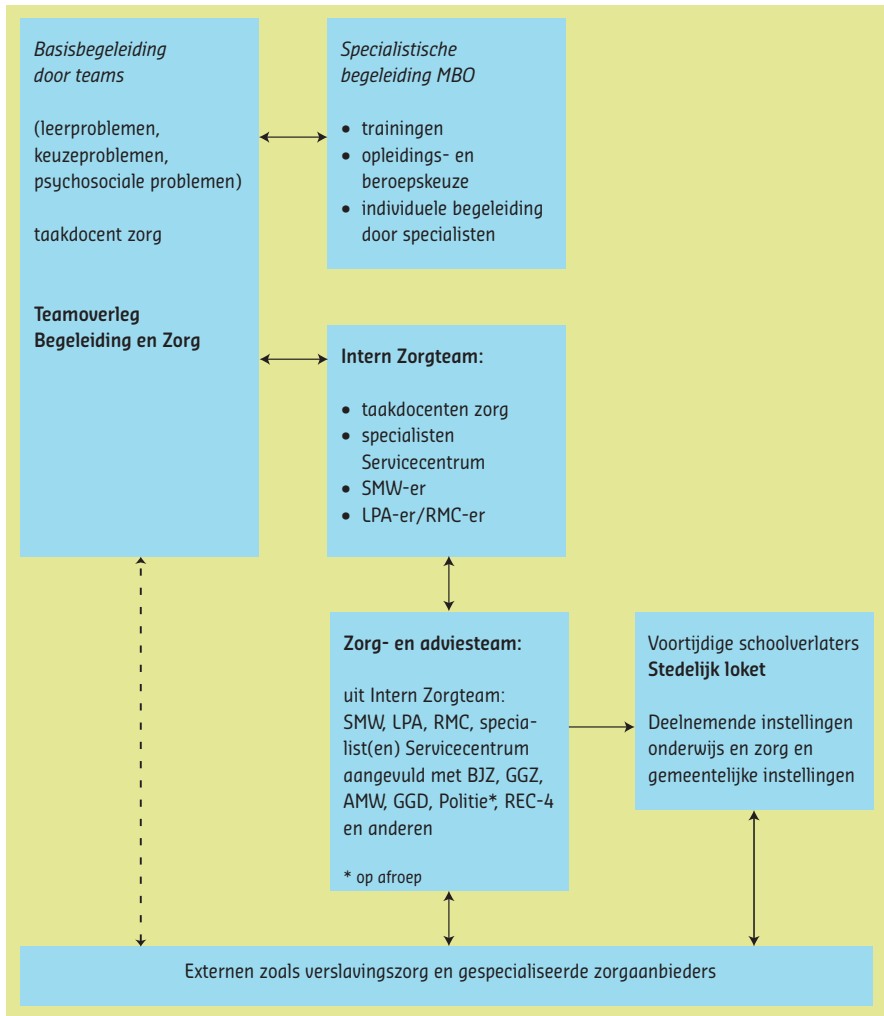 Basisbegeleiding
door teams
(leerproblemen,
keuzeproblemen,
psychosociale problemen)
taakdocent zorg
Teamoverleg
Begeleiding en Zorg
Specialistische
begeleiding MBO
• trainingen
• opleidings- en
beroepskeuze
• individuele begeleiding
door specialisten
Intern Zorgteam:
• taakdocenten zorg
• specialisten
Servicecentrum
• SMW-er
• LPA-er/RMC-er
Zorg- en adviesteam:
uit Intern Zorgteam:
SMW, LPA, RMC, specia-
list(en) Servicecentrum
aangevuld met BJZ, GGZ,
AMW, GGD, Politie*, REC-4
en anderen
* op afroep
Voortijdige schoolverlaters
Stedelijk loket
Deelnemende instellingen
onderwijs en zorg en
gemeentelijke instellingen
Externen zoals verslavingszorg en gespecialiseerde zorgaanbieders